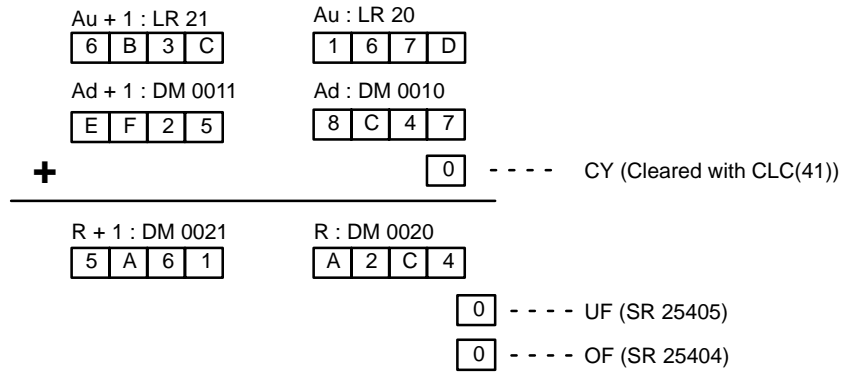 Au + 1 : LR 21 Au : LR 20
6 B 3 C 1 6 7 D
Ad + 1 : DM 0011 Ad : DM 0010
E F 2 5 8 C 4 7
+ 0 - - - - CY (Cleared with CLC(41))
R + 1 : DM 0021 R : DM 0020
5 A 6 1 A 2 C 4
0 - - - - UF (SR 25405)
0 - - - - OF (SR 25404)